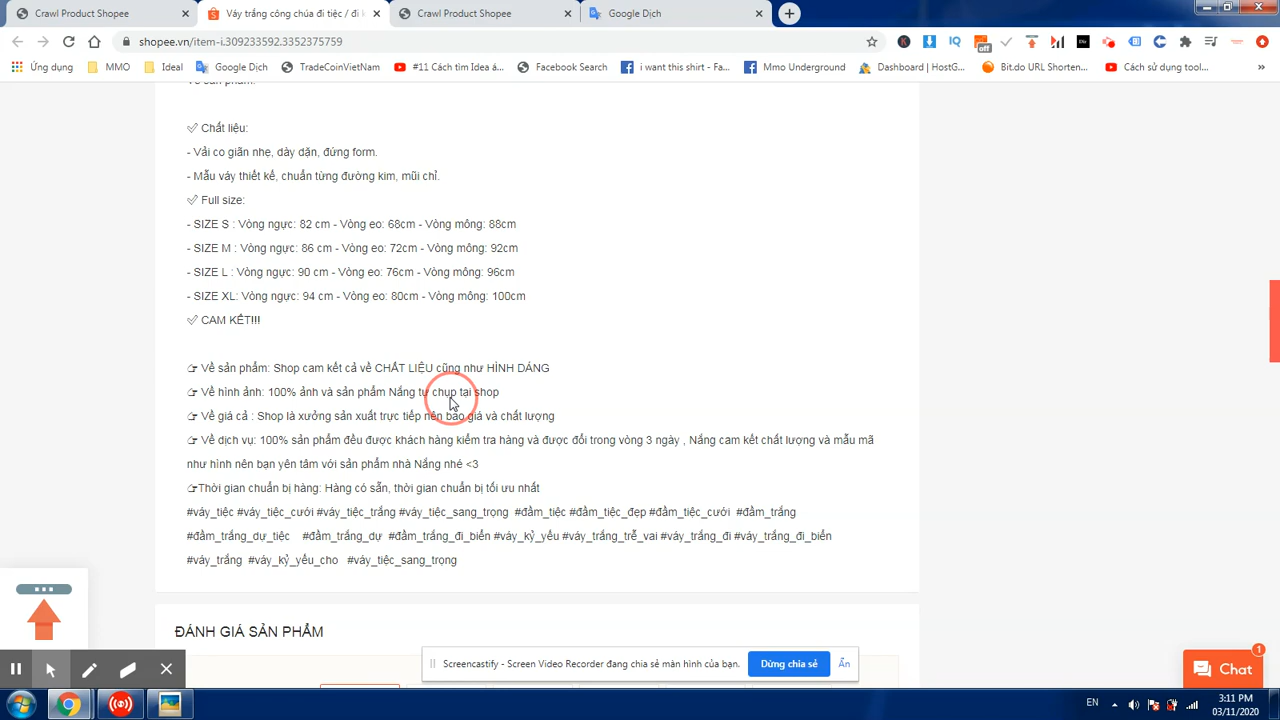 Crawl Product Shopee
Váy trắng công chúa đi tiệc / đi
Crawl Product Shopee
Google Dịch
shopee.vn/item-i.309233592.3352375759
off
Ứng dụng
MMO
Ideal
Google Dịch
TradeCoinVietNam
#11 Cách tìm Idea á...
Facebook Search
i want this shirt - Fa...
Mmo Underground
Dashboard | HostG...
Bit.do URL Shorten...
Cách sử dụng tool...
»
Về sản phẩm:
✅ Chất liệu:
- Vải co giãn nhẹ, dày dặn, đứng form.
- Mẫu váy thiết kế, chuẩn từng đường kim, mũi chỉ.
✅ Full size:
- SIZE S : Vòng ngực: 82 cm - Vòng eo: 68cm - Vòng mông: 88cm
- SIZE M : Vòng ngực: 86 cm - Vòng eo: 72cm - Vòng mông: 92cm
- SIZE L : Vòng ngực: 90 cm - Vòng eo: 76cm - Vòng mông: 96cm
- SIZE XL: Vòng ngực: 94 cm - Vòng eo: 80cm - Vòng mông: 100cm
✅ CAM KẾT!!!
👉 Về sản phẩm: Shop cam kết cả về CHẤT LIỆU cũng như HÌNH DÁNG
👉 Về hình ảnh: 100% ảnh và sản phẩm Nắng tự chụp tại shop
👉 Về giá cả : Shop là xưởng sản xuất trực tiếp nên bao giá và chất lượng
👉 Về dịch vụ: 100% sản phẩm đều được khách hàng kiểm tra hàng và được đổi trong vòng 3 ngày , Nắng cam kết chất lượng và mẫu mã
như hình nên bạn yên tâm với sản phẩm nhà Nắng nhé <3
👉Thời gian chuẩn bị hàng: Hàng có sẵn, thời gian chuẩn bị tối ưu nhất
#váy_tiệc #váy_tiệc_cưới #váy_tiệc_trắng #váy_tiệc_sang_trọng #đầm_tiệc #đầm_tiệc_đẹp #đầm_tiệc_cưới #đầm_trắng
#đầm_trắng_dự_tiệc #đầm_trắng_dự #đầm_trắng_đi_biển #váy_kỷ_yếu #váy_trắng_trễ_vai #váy_trắng_đi #váy_trắng_đi_biển
#váy_trắng #váy_kỷ_yếu_cho #váy_tiệc_sang_trọng
ĐÁNH GIÁ SẢN PHẨM
Screencastify - Screen Video Recorder đang chia sẻ màn hình của bạn.
Dừng chia sẻ
Ẩn
1
Chat
EN
3:11 PM
03/11/2020